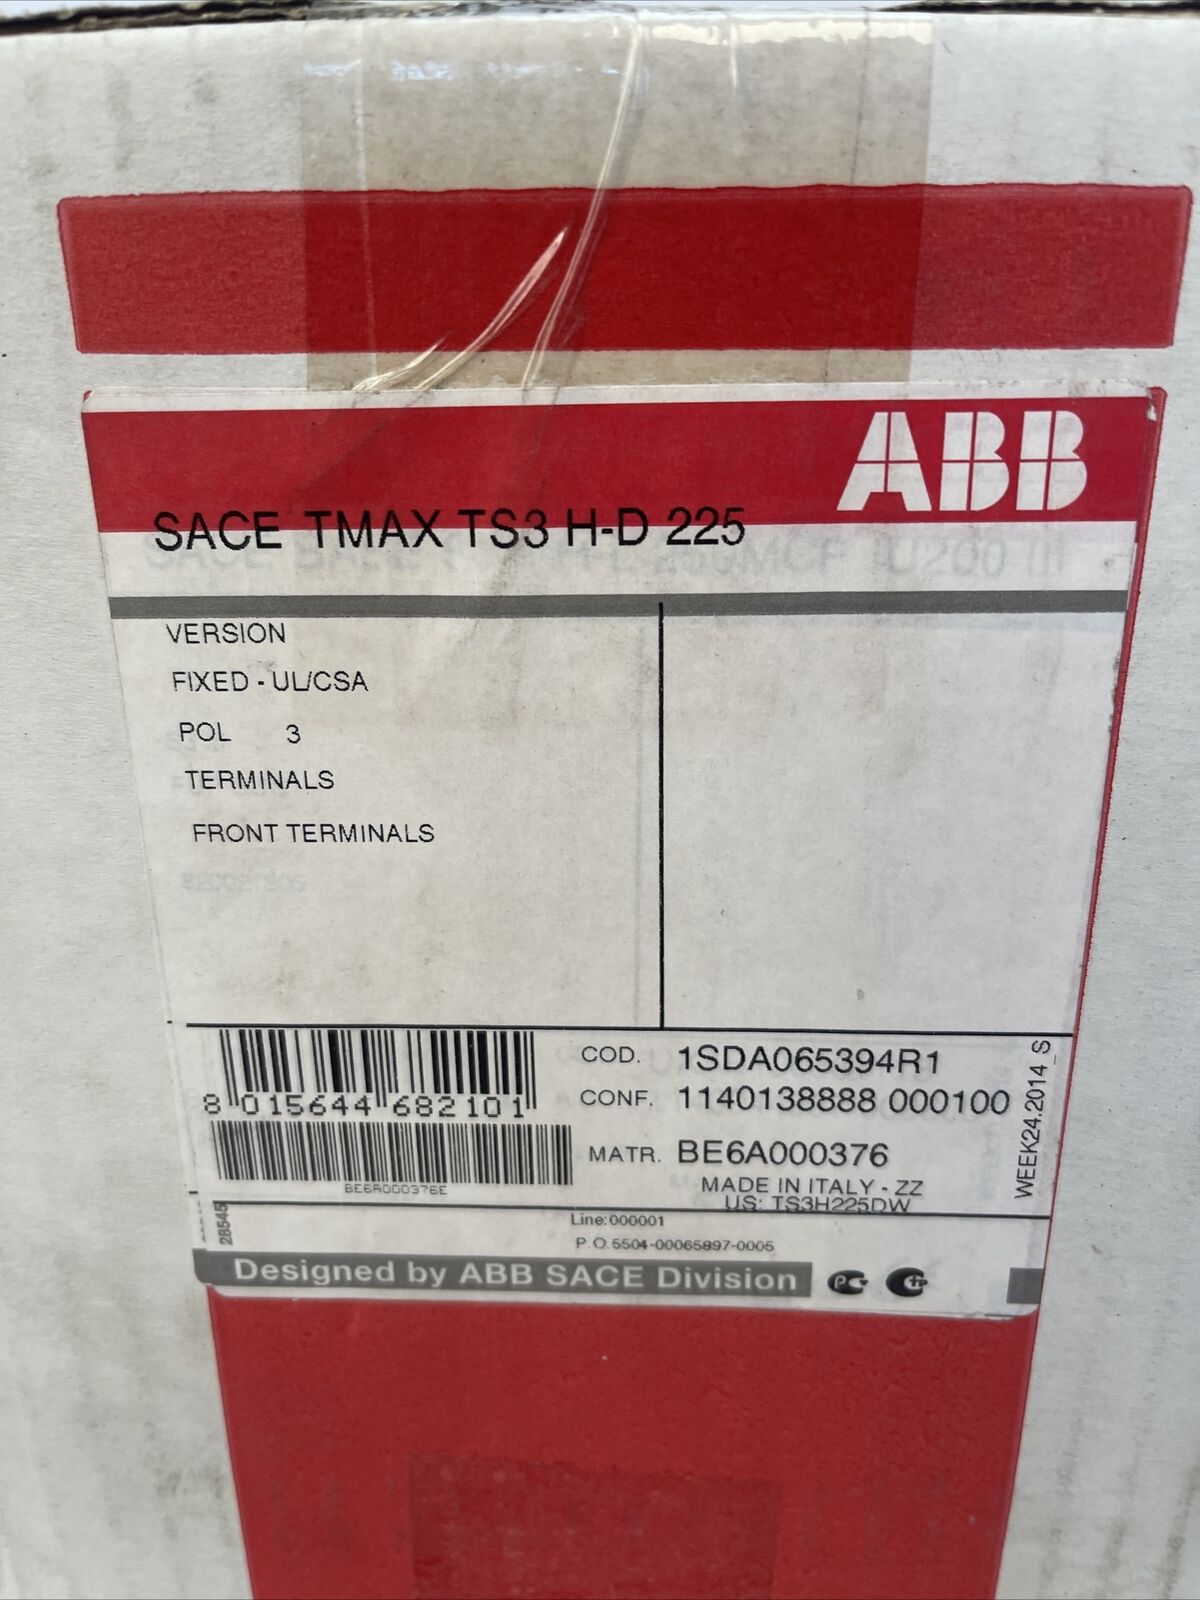 ABB
SACE TMAX TS3 H-D 225
VERSION
FIXED - UL/CSA
POL 3
TERMINALS
FRONT TERMINALS
COD. 1SDA065394R1
8 015644 682101
CONF. 1140138888 000100
WEEK24.2014_S
MATR. BE6A000376
BE6A000376E
MADE IN ITALY - ZZ
US: TS3H225DW
28545
Line:000001
P.O.5504-00065897-0005
Designed by ABB SACE Division